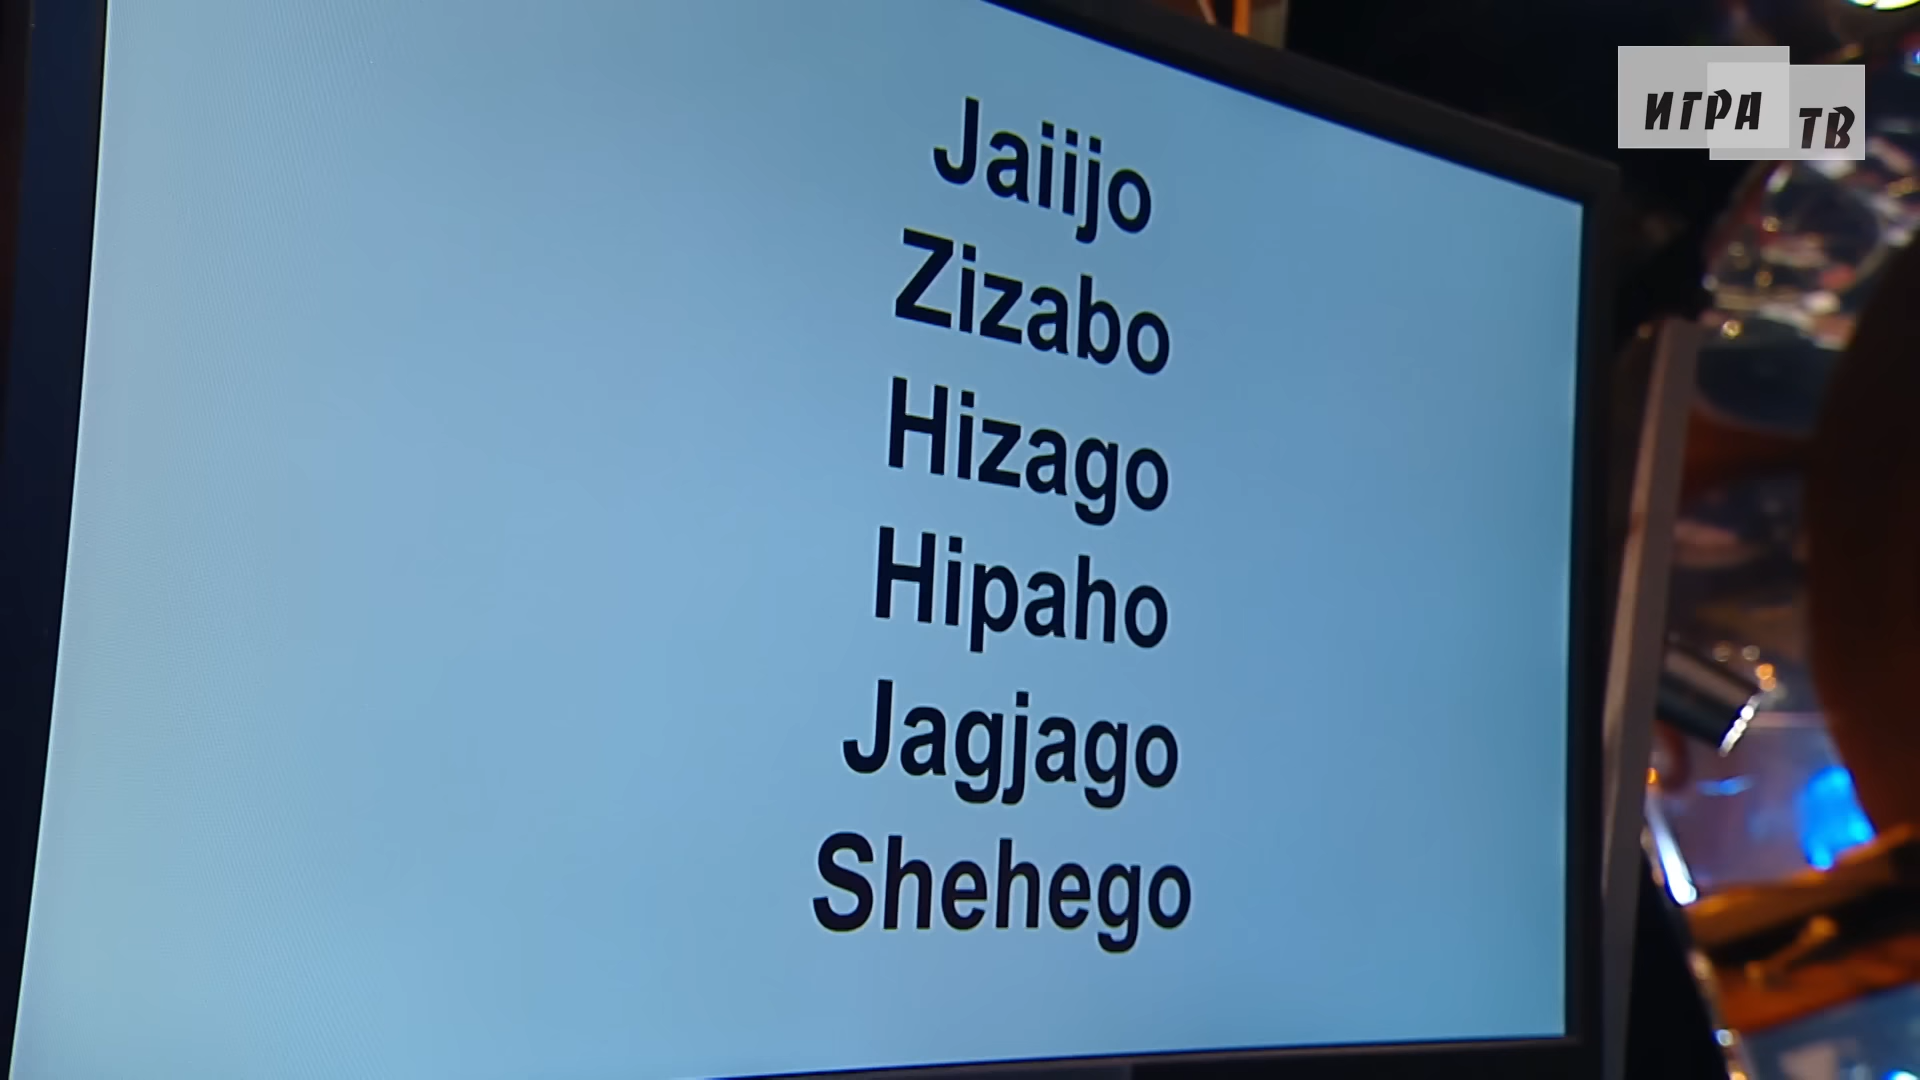 Jaiijo
Zizabo
Hizago
Hipaho
Jagjago
Shehego
ИГРА
ТВ